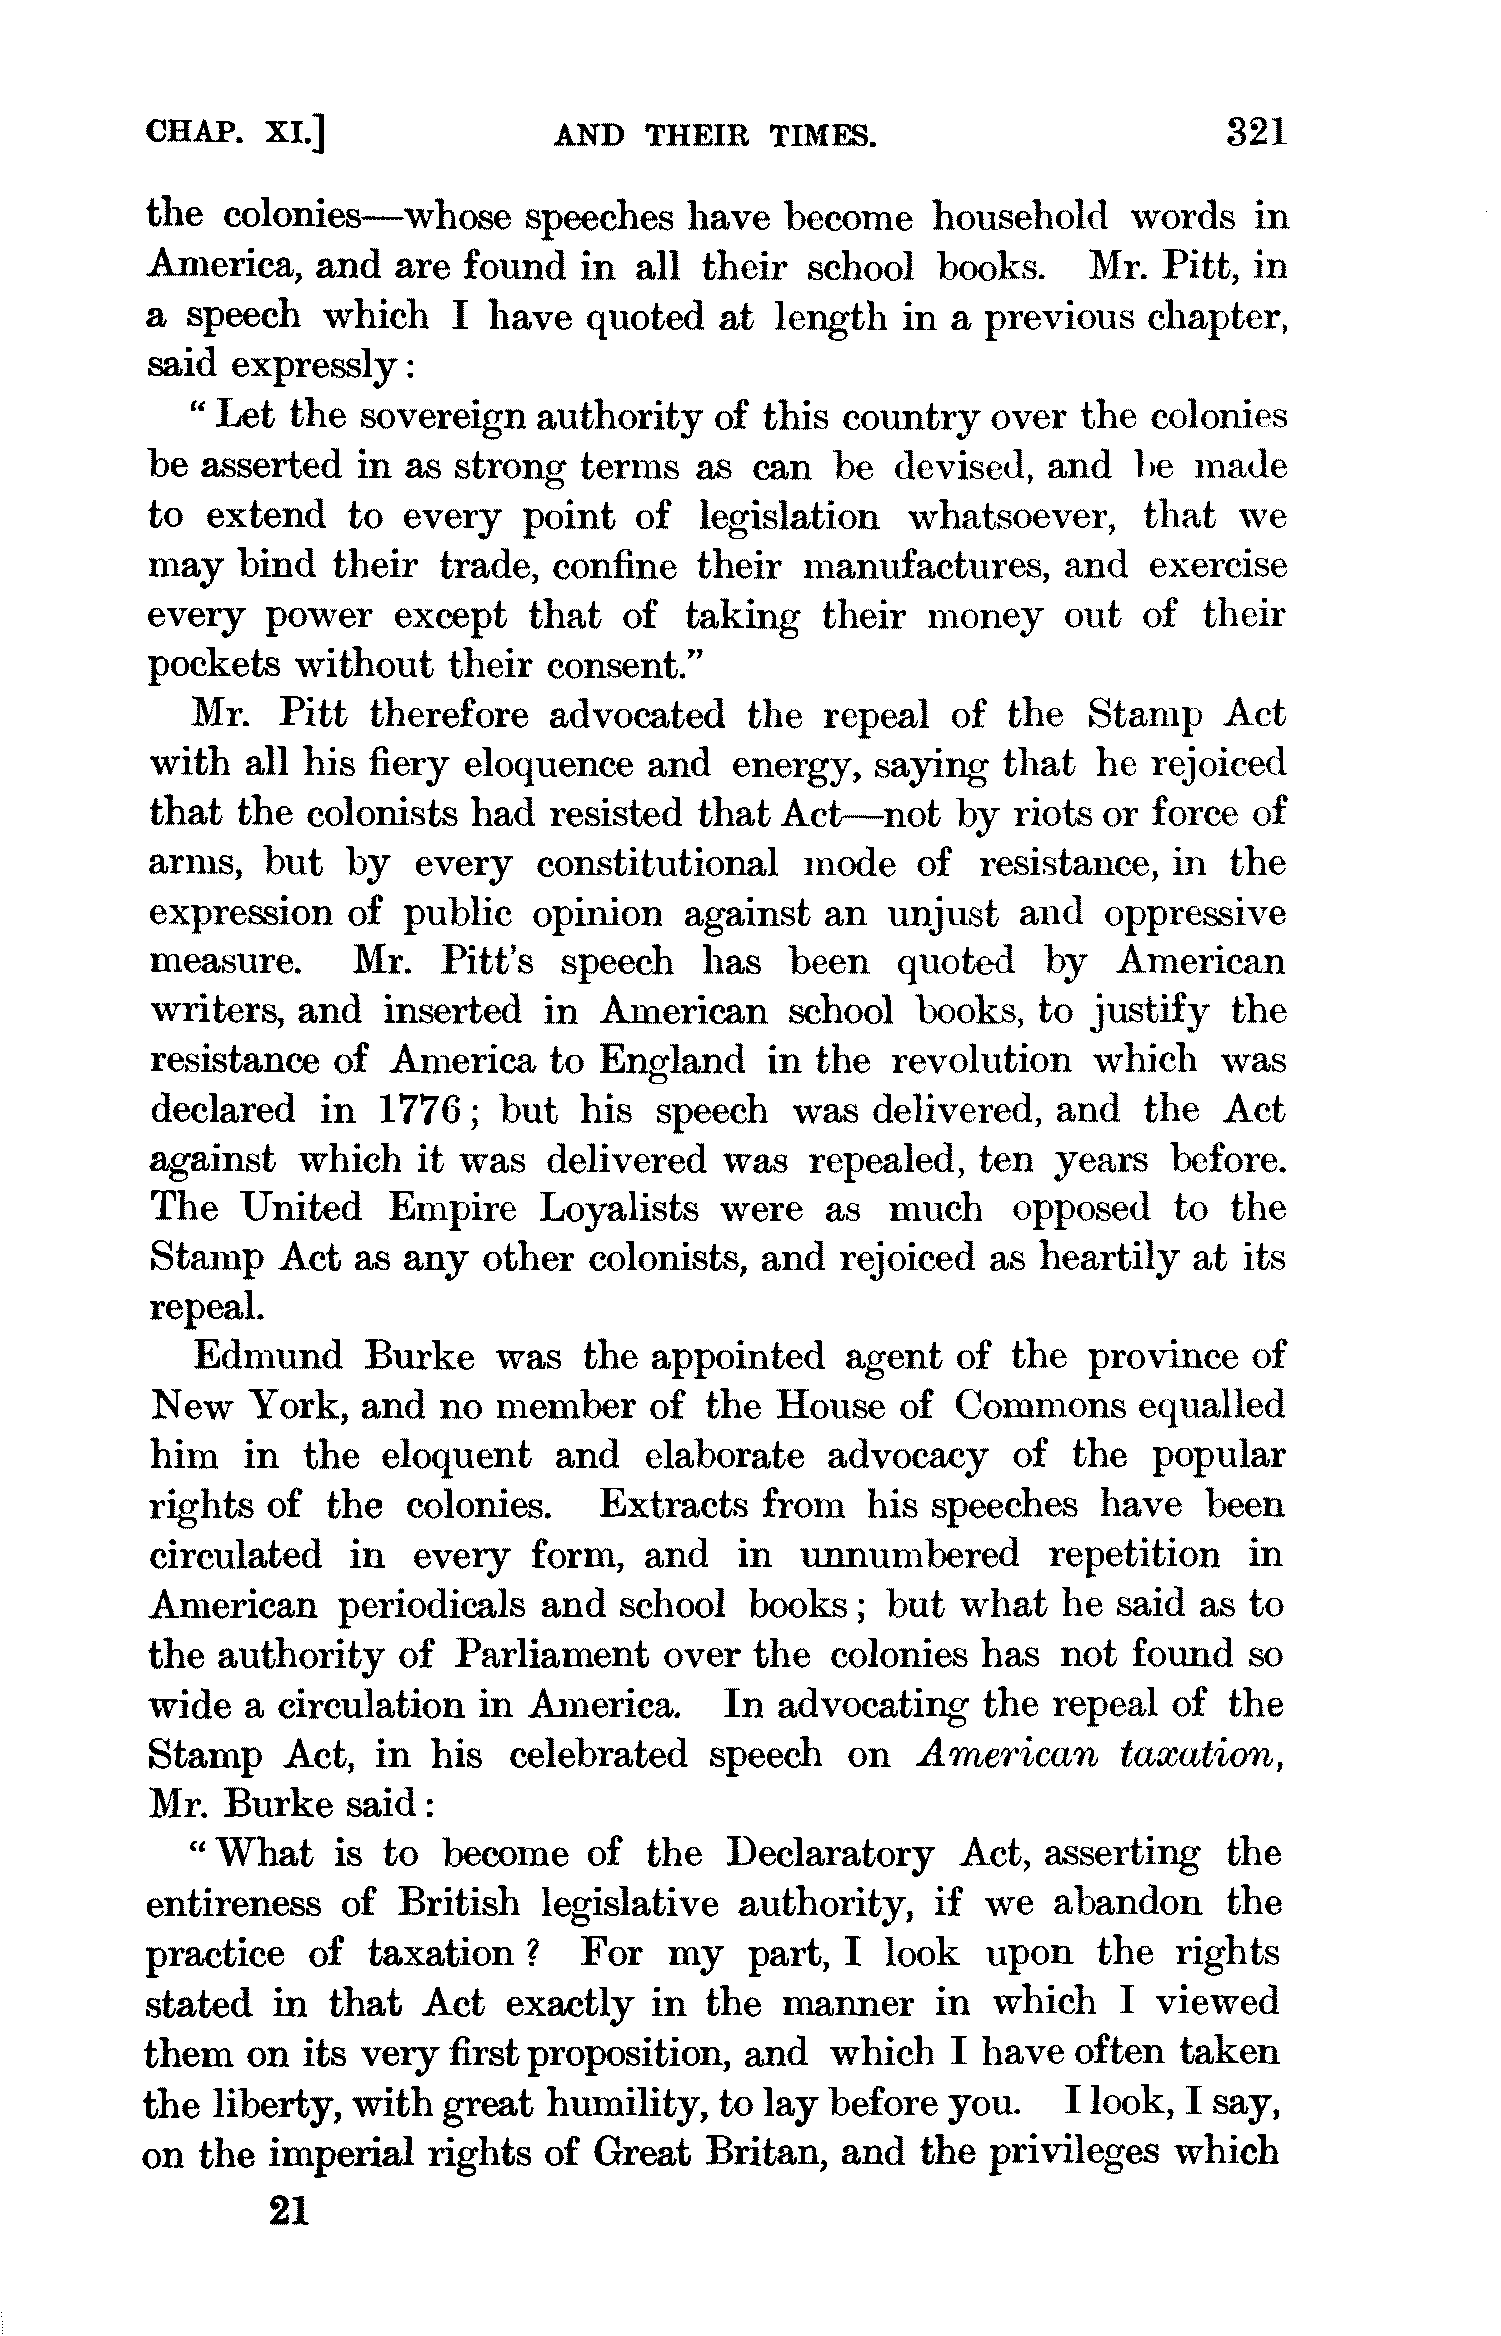 CHAP. XI.] AND THEIR TIMES. 321
the colonies—whose speeches have become household words in
America, and are found in all their school books. Mr. Pitt, in
a speech which I have quoted at length in a previous chapter,
said expressly:
"Let the sovereign authority of this country over the colonies
be asserted in as strong terms as can be devised, and be made
to extend to every point of legislation whatsoever, that we
may bind their trade, confine their manufactures, and exercise
every power except that of taking their money out of their
pockets without their consent."
Mr. Pitt therefore advocated the repeal of the Stamp Act
with all his fiery eloquence and energy, saying that he rejoiced
that the colonists had resisted that Act—not by riots or force of
arms, but by every constitutional mode of resistance, in the
expression of public opinion against an unjust and oppressive
measure. Mr. Pitt's speech has been quoted by American
writers, and inserted in American school books, to justify the
resistance of America to England in the revolution which was
declared in 1776; but his speech was delivered, and the Act
against which it was delivered was repealed, ten years before.
The United Empire Loyalists were as much opposed to the
Stamp Act as any other colonists, and rejoiced as heartily at its
repeal.
Edmund Burke was the appointed agent of the province of
New York, and no member of the House of Commons equalled
him in the eloquent and elaborate advocacy of the popular
rights of the colonies. Extracts from his speeches have been
circulated in every form, and in unnumbered repetition in
American periodicals and school books; but what he said as to
the authority of Parliament over the colonies has not found so
wide a circulation in America. In advocating the repeal of the
Stamp Act, in his celebrated speech on American taxation,
Mr. Burke said:
"What is to become of the Declaratory Act, asserting the
entireness of British legislative authority, if we abandon the
practice of taxation? For my part, I look upon the rights
stated in that Act exactly in the manner in which I viewed
them on its very first proposition, and which I have often taken
the liberty, with great humility, to lay before you. I look, I say,
on the imperial rights of Great Britan, and the privileges which
21